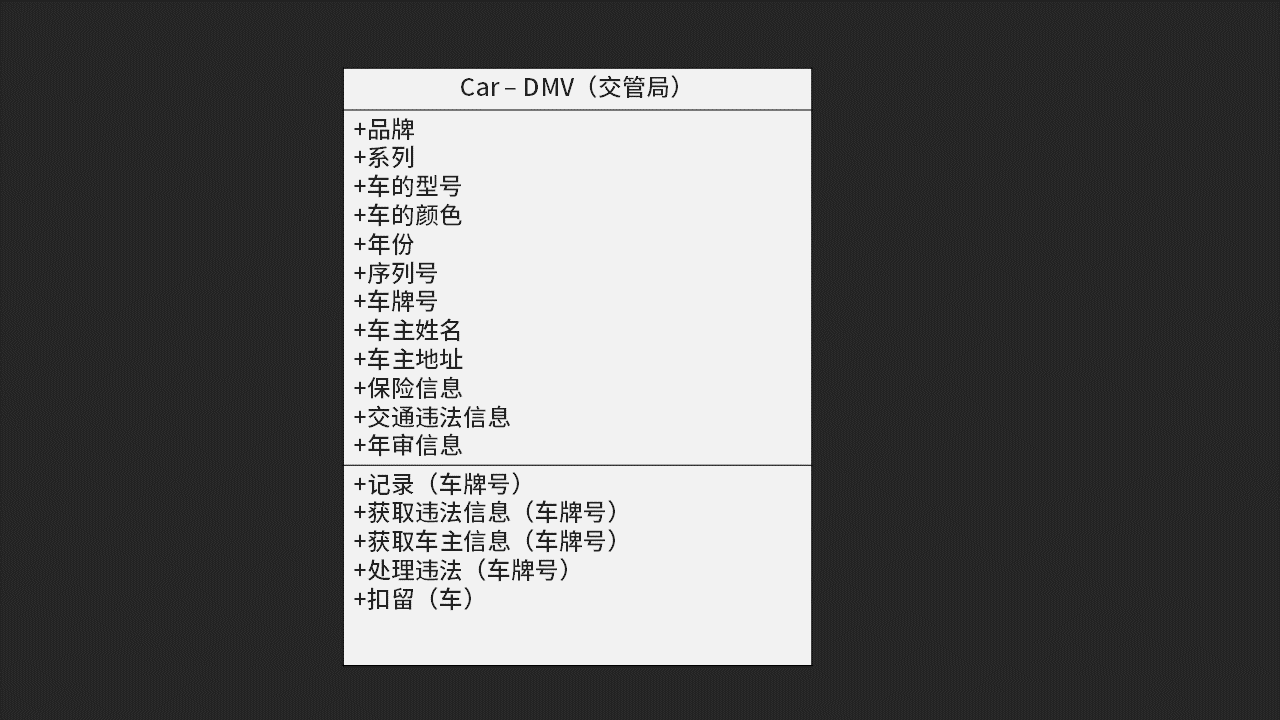 Car – DMV（交管局）
+品牌
+系列
+车的型号
+车的颜色
+年份
+序列号
+车牌号
+车主姓名
+车主地址
+保险信息
+交通违法信息
+年审信息
+记录（车牌号）
+获取违法信息（车牌号）
+获取车主信息（车牌号）
+处理违法（车牌号）
+扣留（车）